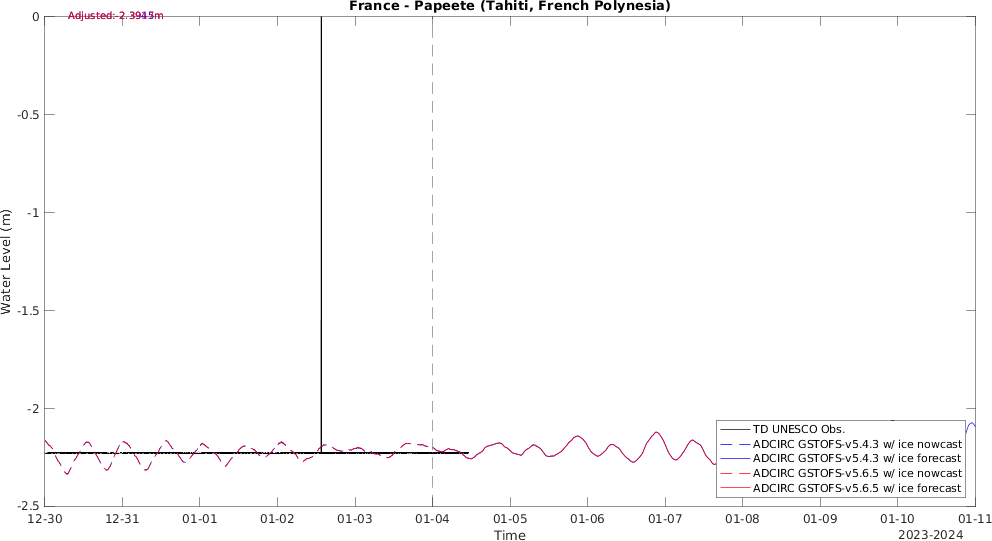 France - Papeete (Tahiti, French Polynesia)
Adjusted:
0
-0.5
-1
-1.5
-2
-2.5
Water Level (m)
TD UNESCO Obs.
ADCIRC GSTOFS-v5.4.3 w/ ice nowcast
ADCIRC GSTOFS-v5.4.3 w/ ice forecast
ADCIRC GSTOFS-v5.6.5 w/ ice nowcast
ADCIRC GSTOFS-v5.6.5 w/ ice forecast
12-30 12-31 01-01 01-02 01-03 01-04 01-05 01-06 01-07 01-08 01-09 01-10 01-11
Time
2023-2024